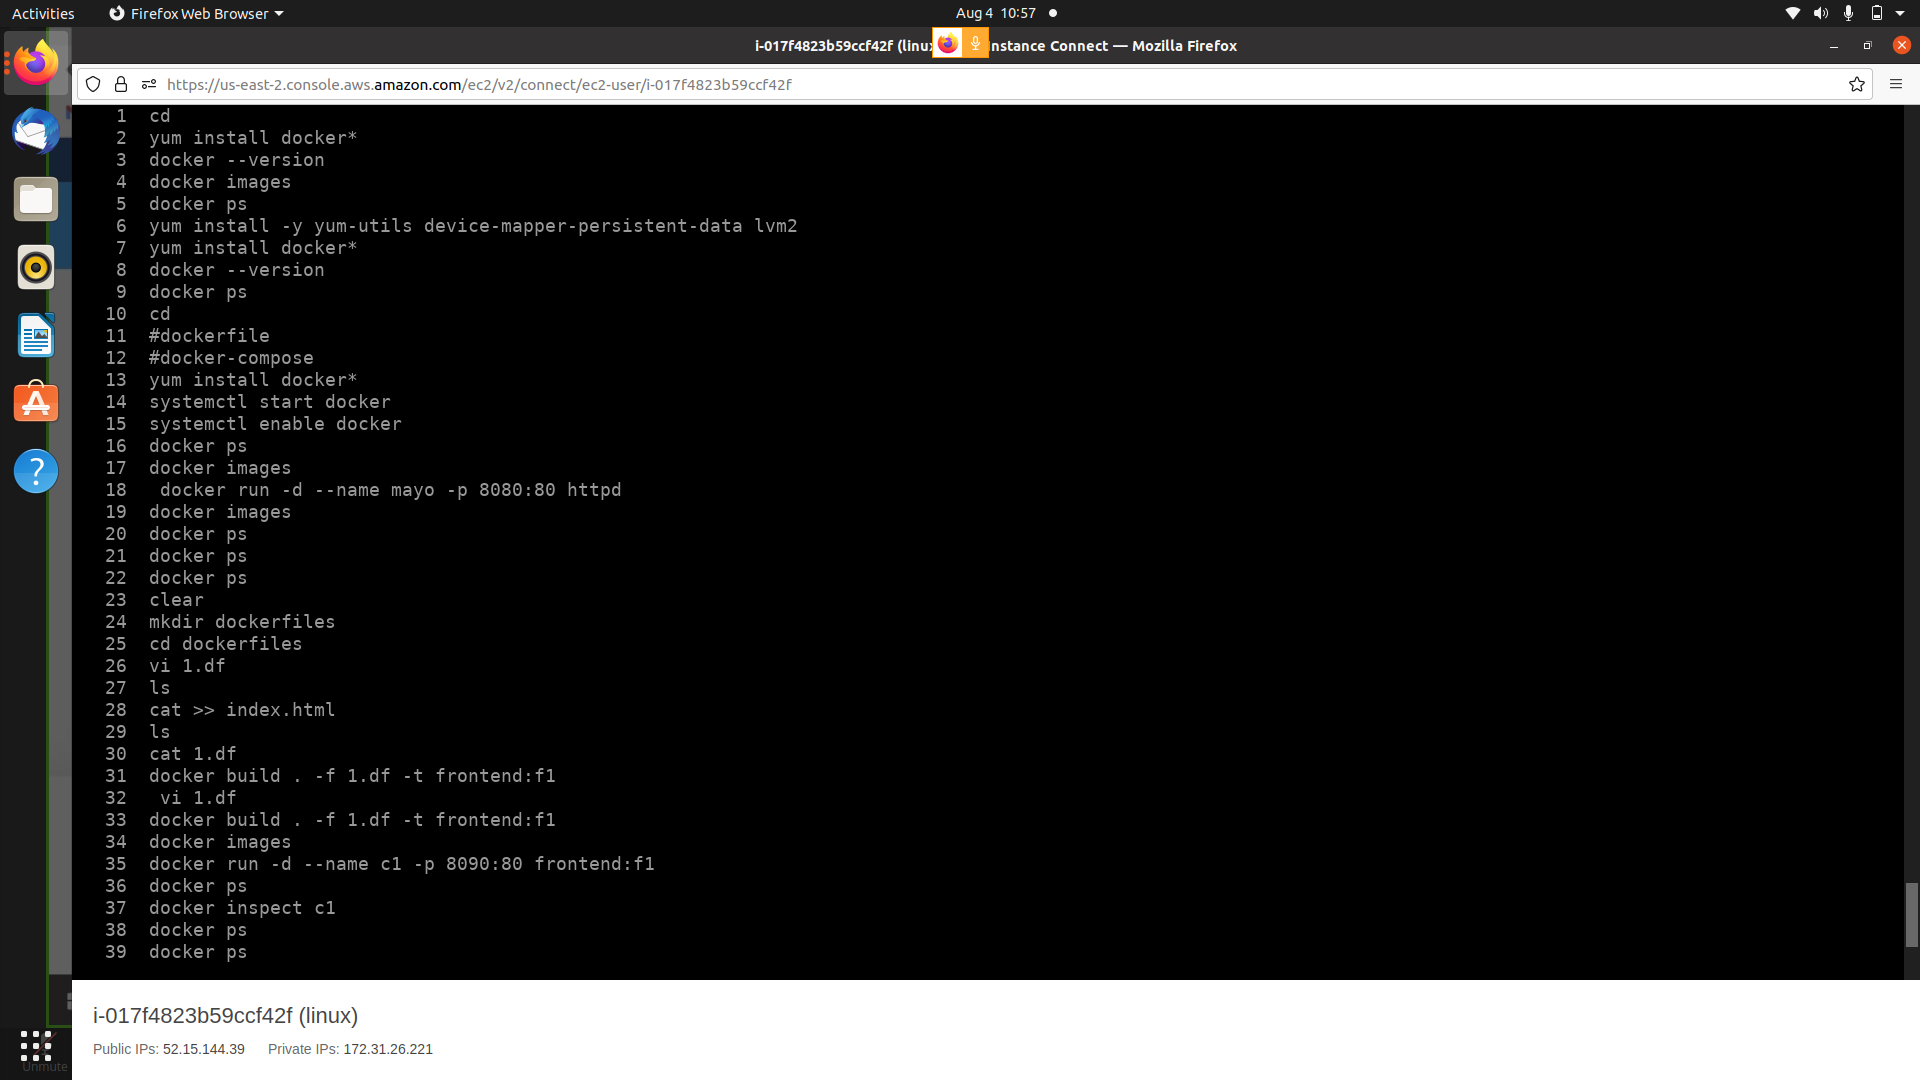 Activities
Firefox Web Browser
Aug 4 10:57
i-017f4823b59ccf42f (linux
nstance Connect — Mozilla Firefox
https://us-east-2.console.aws.amazon.com/ec2/v2/connect/ec2-user/i-017f4823b59ccf42f
1 cd
2 yum install docker*
3 docker --version
4 docker images
5 docker ps
6 yum install -y yum-utils device-mapper-persistent-data lvm2
7 yum install docker*
8 docker --version
9 docker ps
10 cd
11 #dockerfile
12 #docker-compose
13 yum install docker*
14 systemctl start docker
15 systemctl enable docker
16 docker ps
17 docker images
18  docker run -d --name mayo -p 8080:80 httpd
19 docker images
20 docker ps
21 docker ps
22 docker ps
23 clear
24 mkdir dockerfiles
25 cd dockerfiles
26 vi 1.df
27 ls
28 cat >> index.html
29 ls
30 cat 1.df
31 docker build . -f 1.df -t frontend:f1
32  vi 1.df
33 docker build . -f 1.df -t frontend:f1
34 docker images
35 docker run -d --name c1 -p 8090:80 frontend:f1
36 docker ps
37 docker inspect c1
38 docker ps
39 docker ps
i-017f4823b59ccf42f (linux)
Public IPs: 52.15.144.39 Private IPs: 172.31.26.221
Unmute